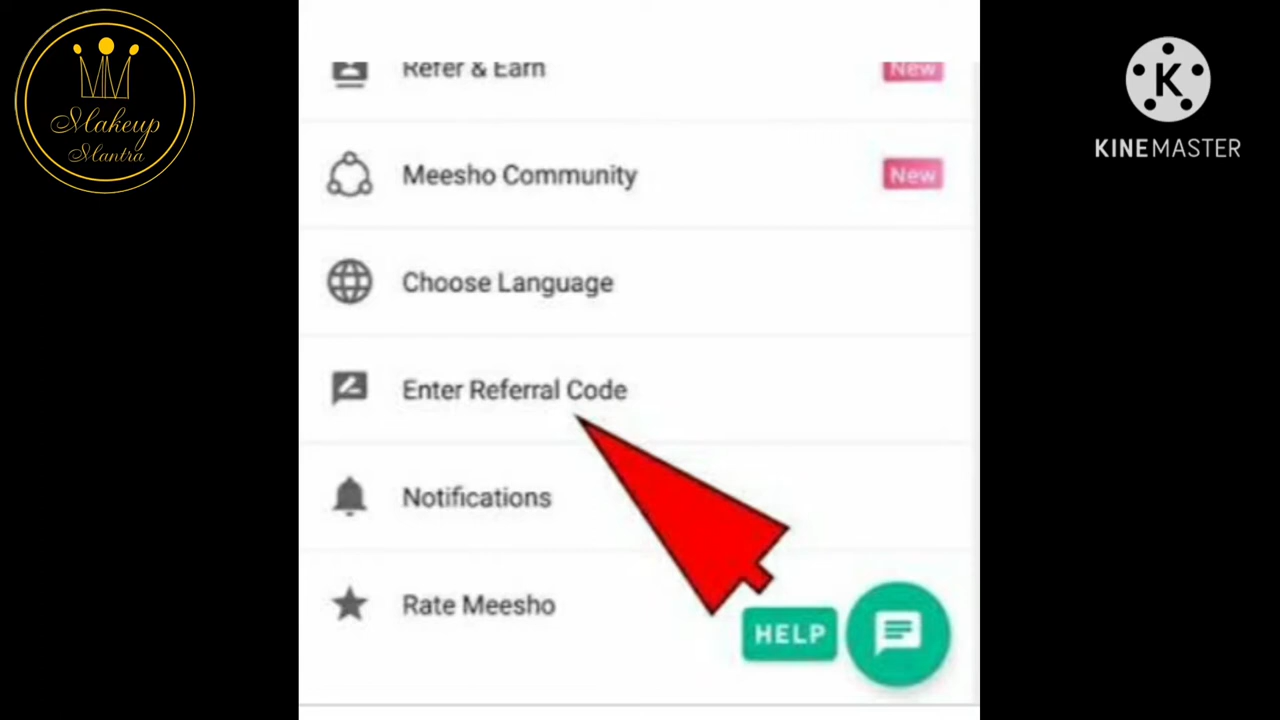 Makeup
Mantra
Refer & Earn
New
KINEMASTER
Meesho Community
New
Choose Language
Enter Referral Code
Notifications
Rate Meesho
HELP